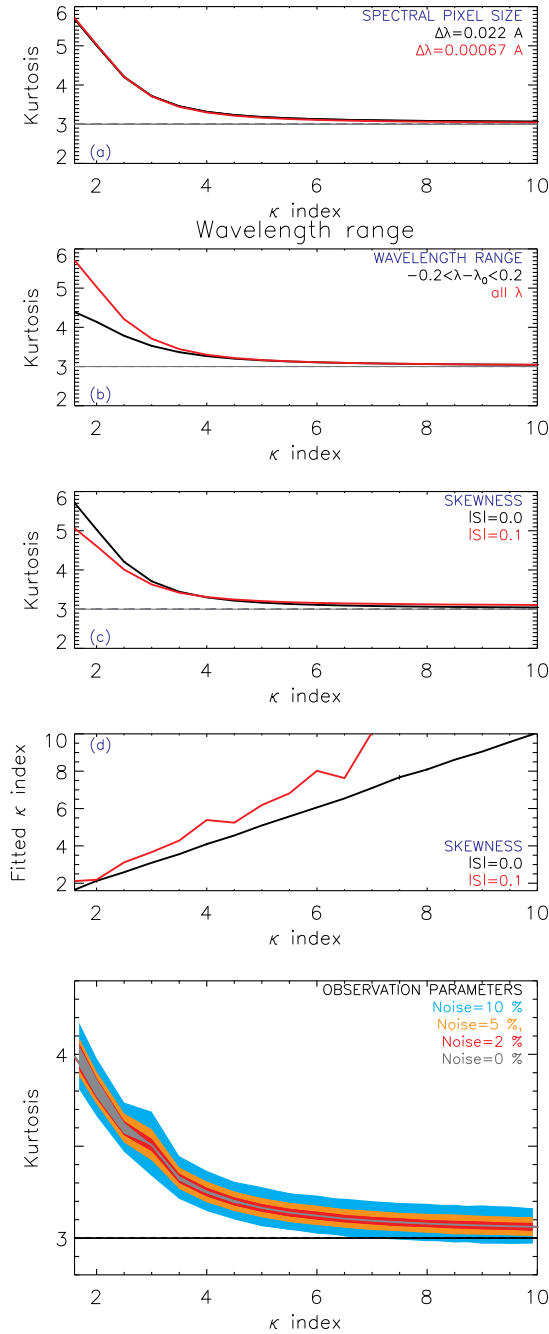 6
5
4
3
2
Kurtosis
SPECTRAL PIXEL SIZE
Δλ=0.022 A
Δλ=0.00067 A
(a)
2 4 6 8 10
κ index
Wavelength range
6
5
4
3
2
Kurtosis
WAVELENGTH RANGE
−0.2<λ−λ₀<0.2
all λ
(b)
2 4 6 8 10
κ index
6
5
4
3
2
Kurtosis
SKEWNESS
|S|=0.0
|S|=0.1
(c)
2 4 6 8 10
κ index
10
8
6
4
2
Fitted κ index
(d)
SKEWNESS
|S|=0.0
|S|=0.1
2 4 6 8 10
κ index
4
3
Kurtosis
OBSERVATION PARAMETERS
Noise=10 %
Noise=5 %,
Noise=2 %
Noise=0 %
2 4 6 8 10
κ index